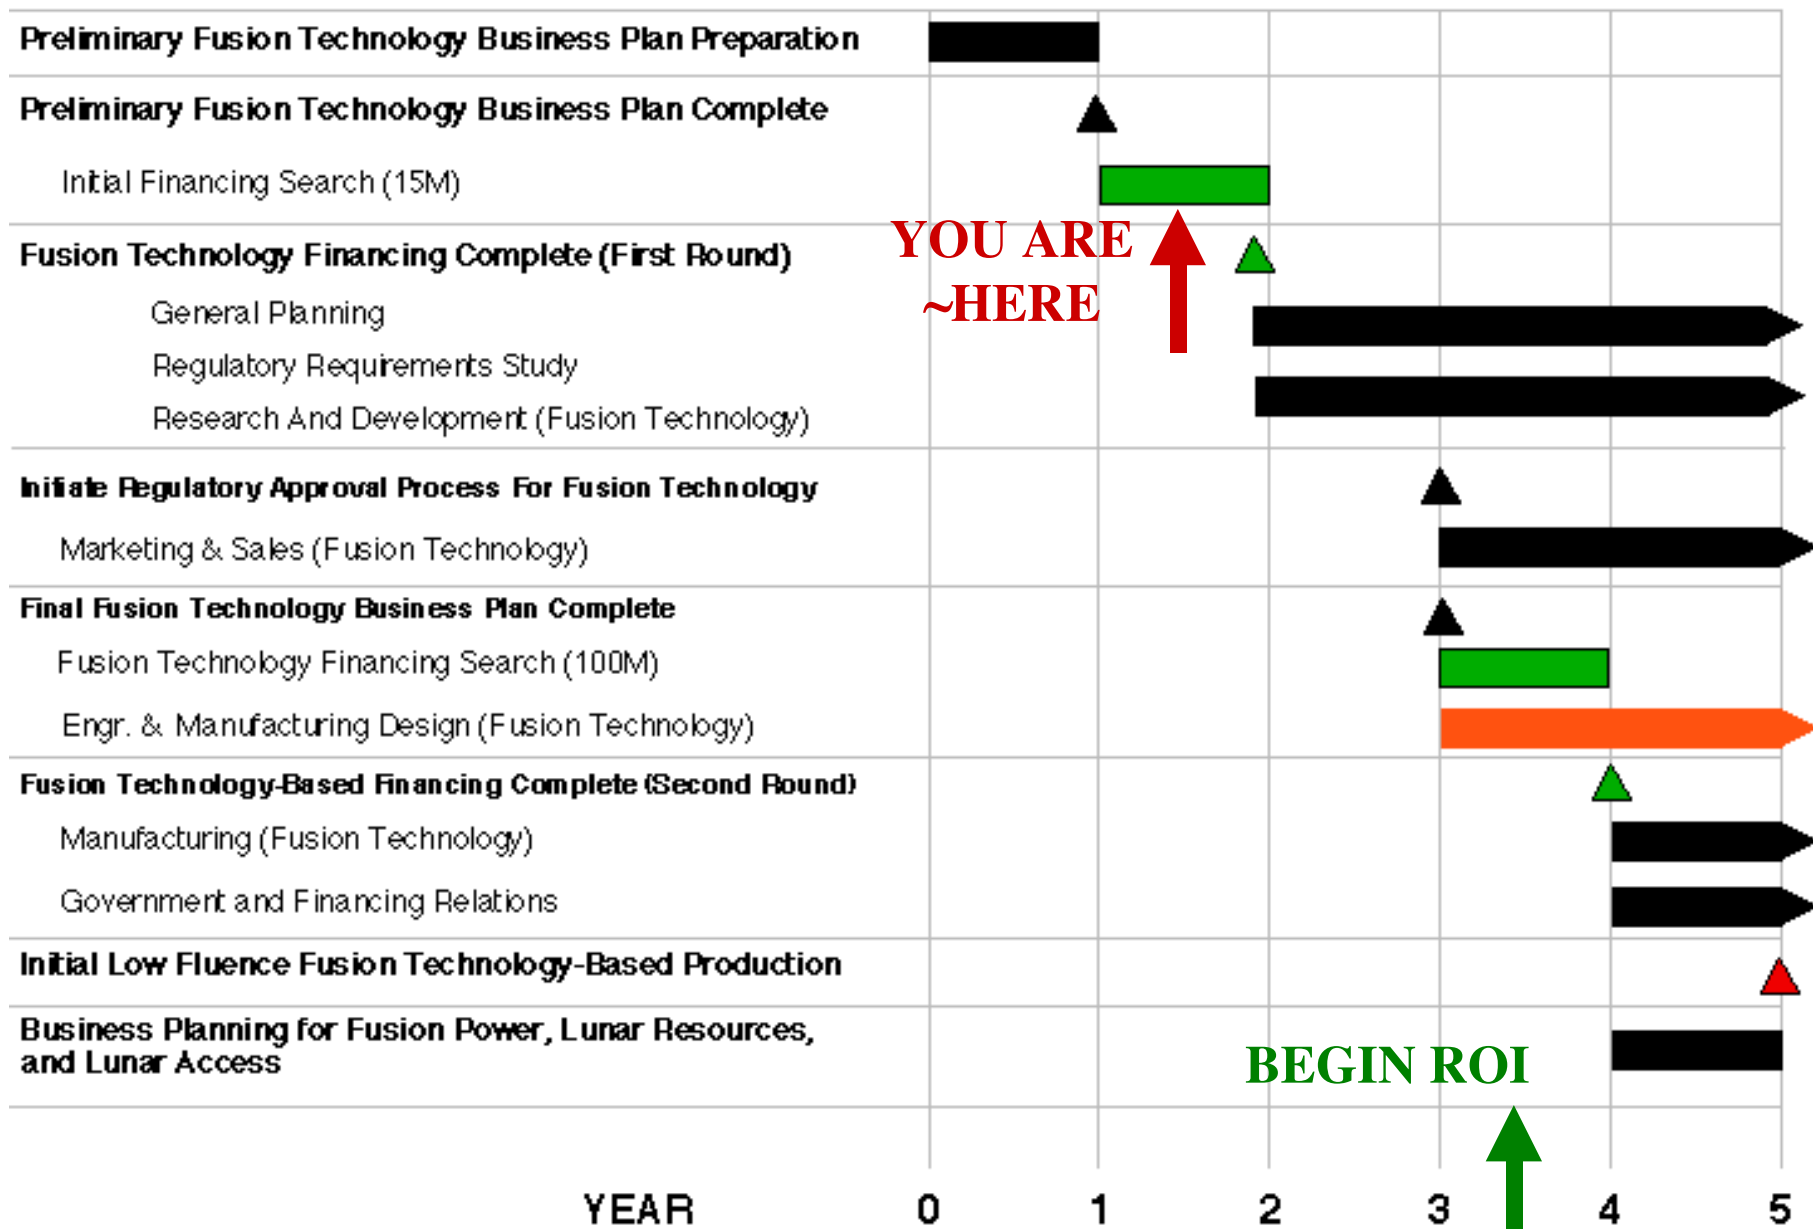 Preliminary Fusion Technology Business Plan Preparation
Preliminary Fusion Technology Business Plan Complete
Initial Financing Search (15M)
YOU ARE
~HERE
Fusion Technology Financing Complete (First Round)
General Planning
Regulatory Requirements Study
Research And Development (Fusion Technology)
Initiate Regulatory Approval Process For Fusion Technology
Marketing & Sales (Fusion Technology)
Final Fusion Technology Business Plan Complete
Fusion Technology Financing Search (100M)
Engr. & Manufacturing Design (Fusion Technology)
Fusion Technology-Based Financing Complete (Second Round)
Manufacturing (Fusion Technology)
Government and Financing Relations
Initial Low Fluence Fusion Technology-Based Production
Business Planning for Fusion Power, Lunar Resources,
and Lunar Access
BEGIN ROI
YEAR 0 1 2 3 4 5